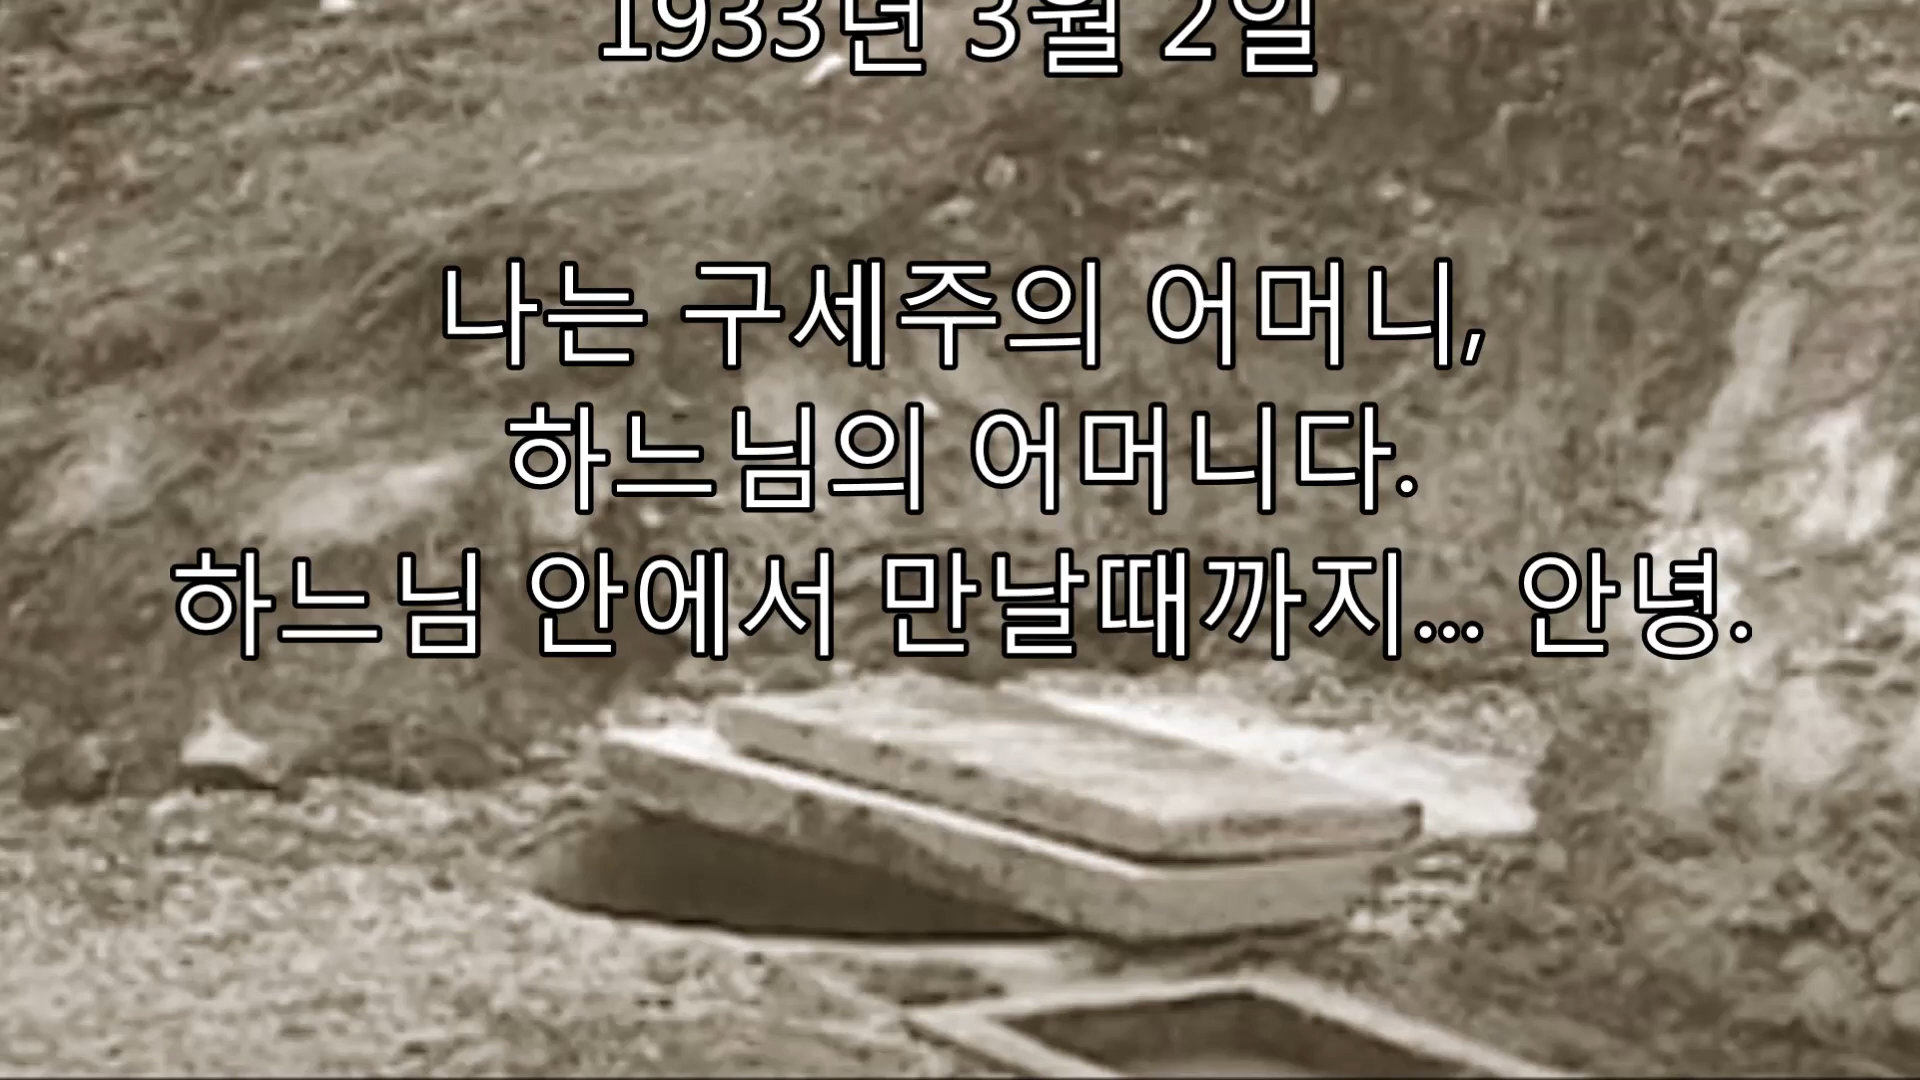 1933년 3월 2일
나는 구세주의 어머니,
하느님의 어머니다.
하느님 안에서 만날때까지... 안녕.